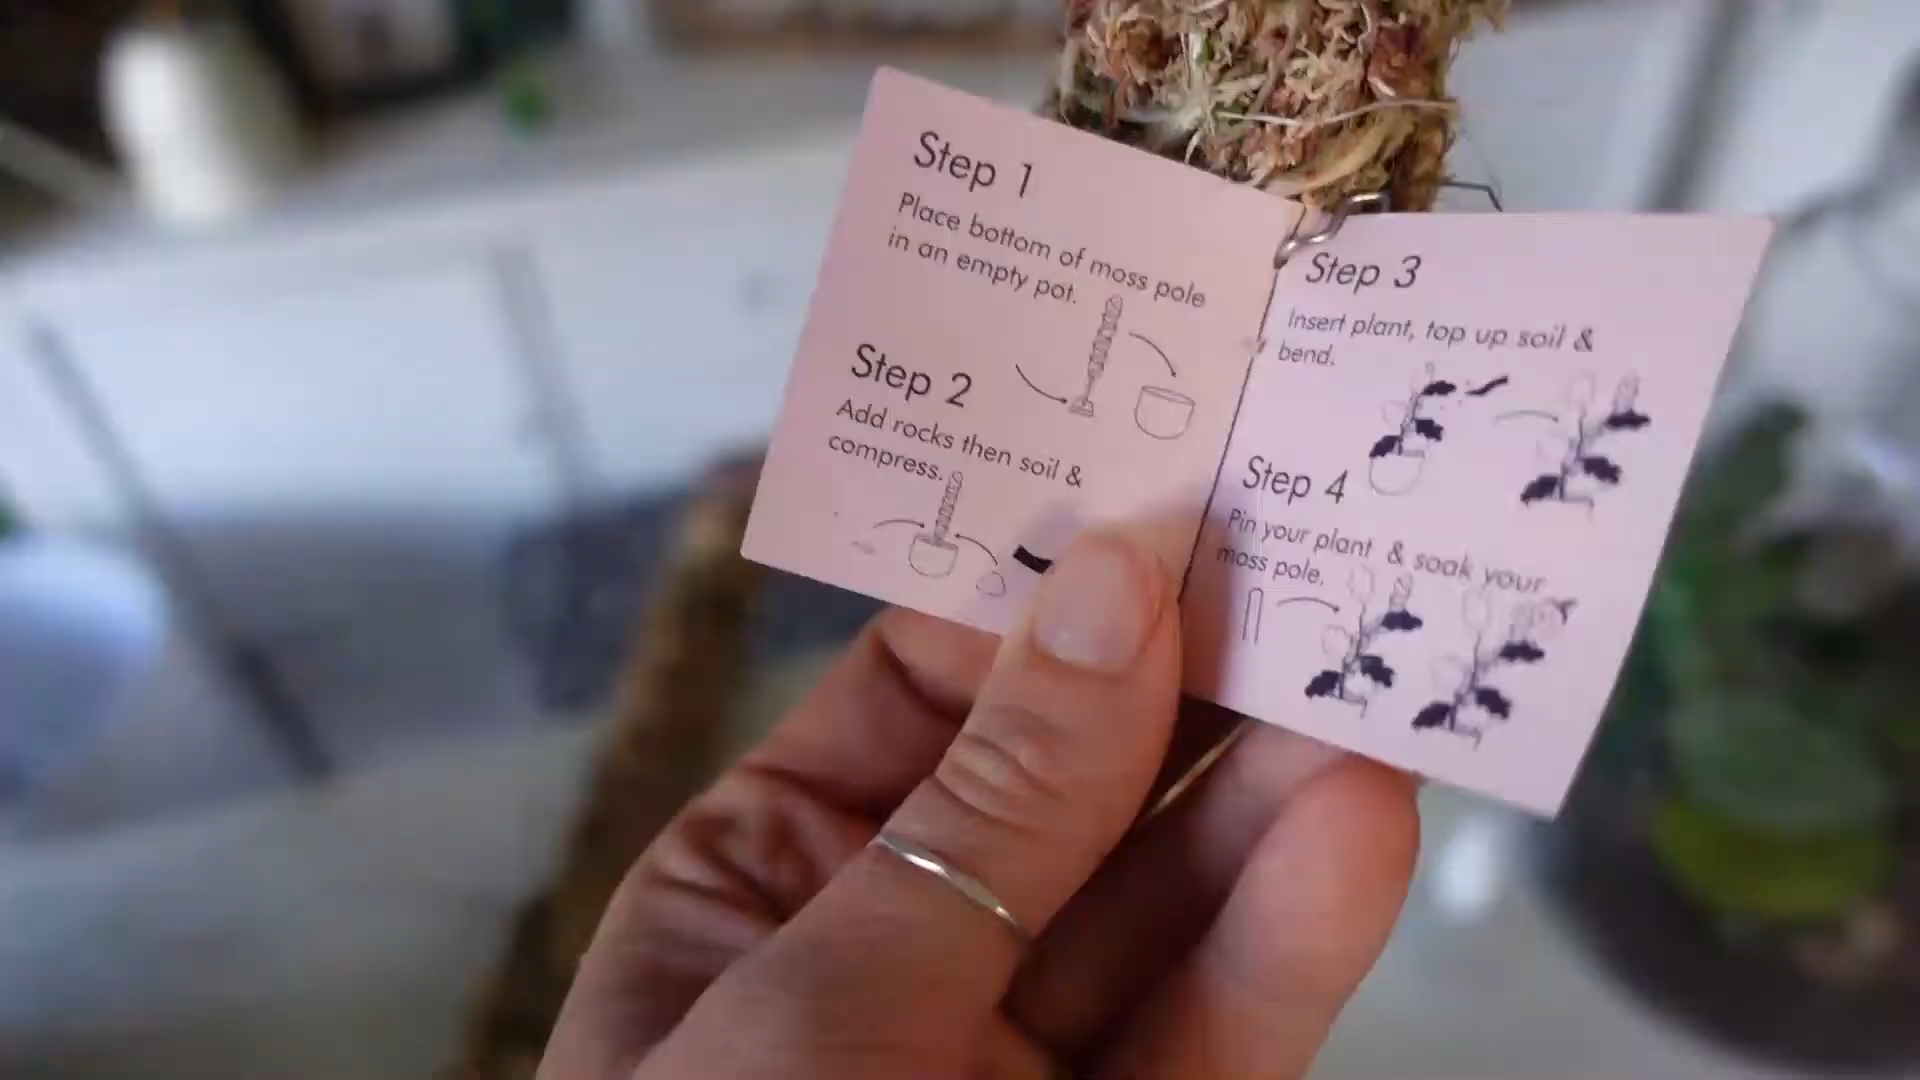 Step 1
Place bottom of moss pole
in an empty pot.
Step 2
Add rocks then soil &
compress.
Step 3
Insert plant, top up soil &
bend.
Step 4
Pin your plant & soak your
moss pole.